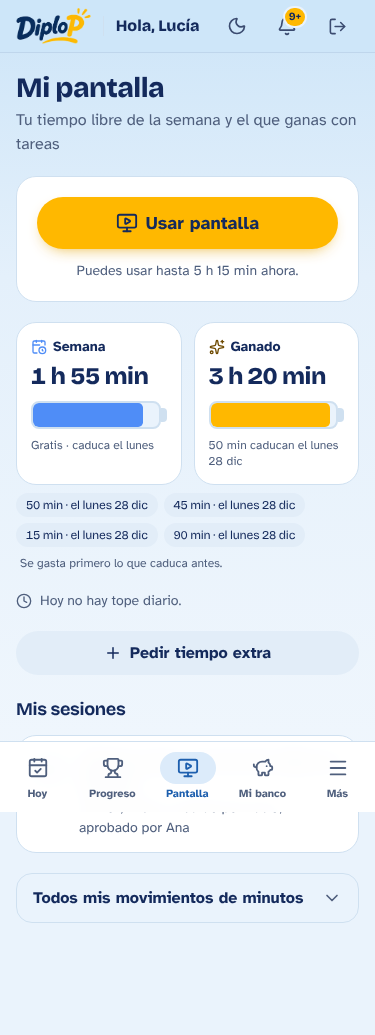 DiploP
Hola, Lucía
9+
Mi pantalla
Tu tiempo libre de la semana y el que ganas con
tareas
Usar pantalla
Puedes usar hasta 5 h 15 min ahora.
Semana
1 h 55 min
Gratis · caduca el lunes
Ganado
3 h 20 min
50 min caducan el lunes
28 dic
50 min · el lunes 28 dic
45 min · el lunes 28 dic
15 min · el lunes 28 dic
90 min · el lunes 28 dic
Se gasta primero lo que caduca antes.
Hoy no hay tope diario.
Pedir tiempo extra
Mis sesiones
Hoy
Progreso
Pantalla
Mi banco
Más
aprobado por Ana
Todos mis movimientos de minutos